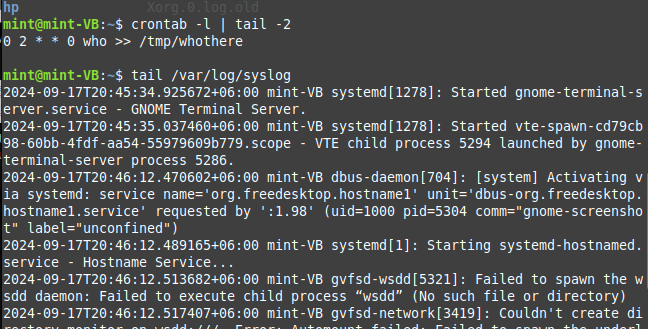 hp Xorg.0.log.old
mint@mint-VB:~$ crontab -l | tail -2
0 2 * * 0 who >> /tmp/whothere
mint@mint-VB:~$ tail /var/log/syslog
2024-09-17T20:45:34.925672+06:00 mint-VB systemd[1278]: Started gnome-terminal-s
erver.service - GNOME Terminal Server.
2024-09-17T20:45:35.037460+06:00 mint-VB systemd[1278]: Started vte-spawn-cd79cb
98-60bb-4fdf-aa54-55979609b779.scope - VTE child process 5294 launched by gnome-
terminal-server process 5286.
2024-09-17T20:46:12.470602+06:00 mint-VB dbus-daemon[704]: [system] Activating v
ia systemd: service name='org.freedesktop.hostname1' unit='dbus-org.freedesktop.
hostname1.service' requested by ':1.98' (uid=1000 pid=5304 comm="gnome-screensho
t" label="unconfined")
2024-09-17T20:46:12.489165+06:00 mint-VB systemd[1]: Starting systemd-hostnamed.
service - Hostname Service...
2024-09-17T20:46:12.513682+06:00 mint-VB gvfsd-wsdd[5321]: Failed to spawn the w
sdd daemon: Failed to execute child process “wsdd” (No such file or directory)
2024-09-17T20:46:12.517407+06:00 mint-VB gvfsd-network[3419]: Couldn't create di
rectory monitor on wsdd:///. Error: Automount failed: Failed to spawn the underl